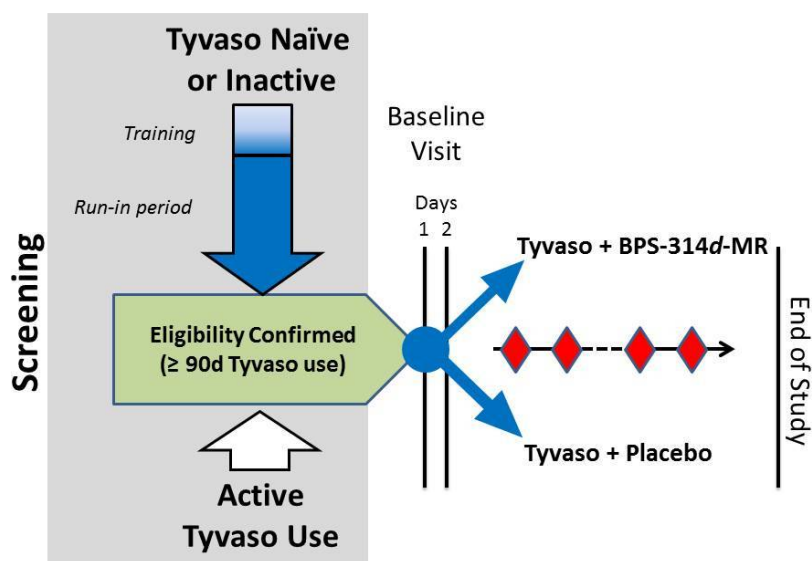 Screening
Tyvaso Naïve
or Inactive
Training
Run-in period
Eligibility Confirmed
(≥ 90d Tyvaso use)
Active
Tyvaso Use
Baseline
Visit
Days
1 2
Tyvaso + BPS-314d-MR
Tyvaso + Placebo
End of Study